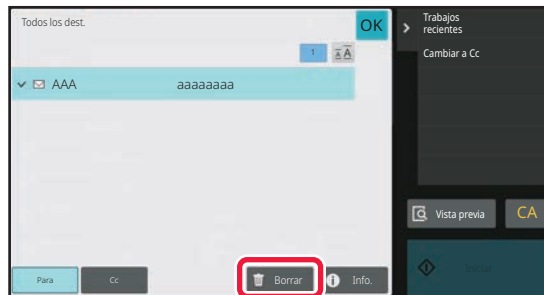 Todos los dest.
OK
1
AAA aaaaaaaa
Para
Cc
Borrar
Info.
Trabajos
recientes
Cambiar a Cc
Vista previa
CA
Iniciar